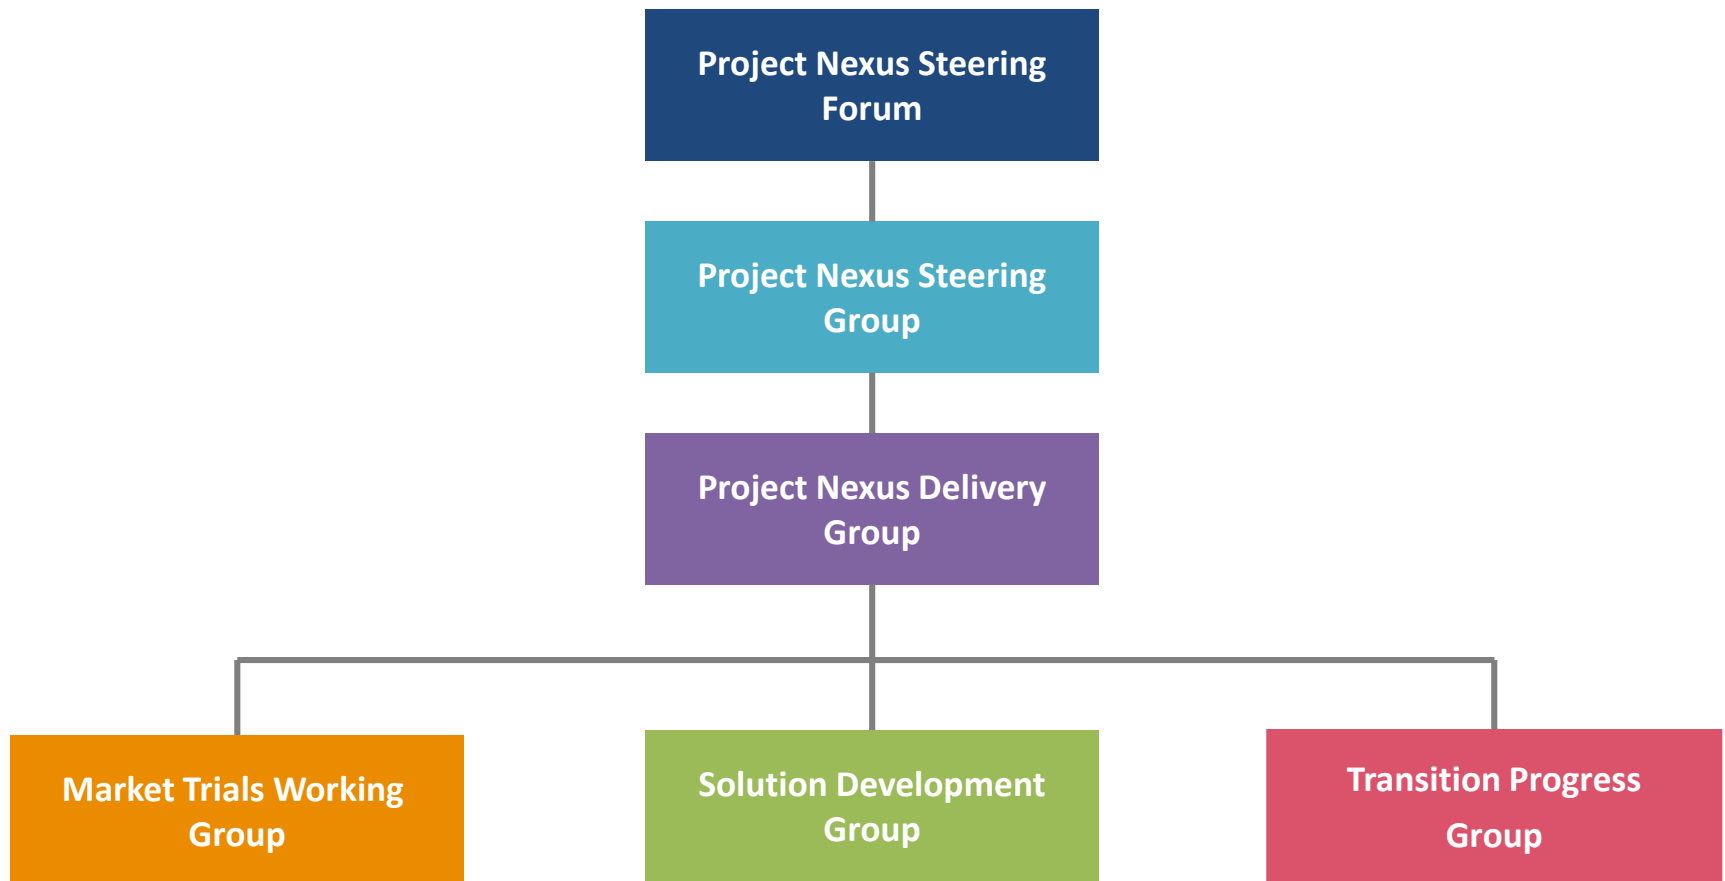 Project Nexus Steering
Forum
Project Nexus Steering
Group
Project Nexus Delivery
Group
Market Trials Working
Group
Solution Development
Group
Transition Progress
Group